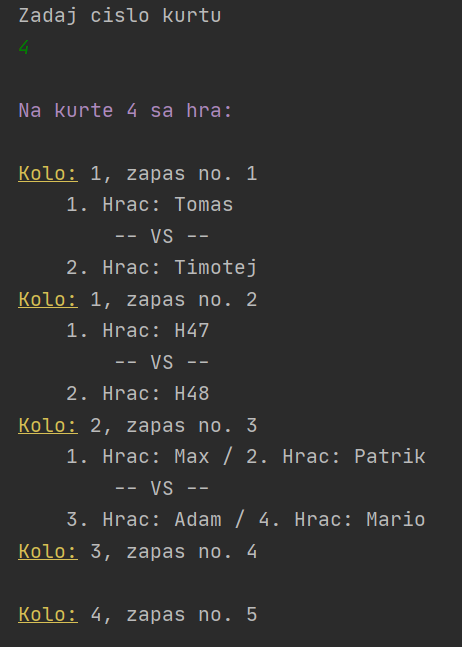 Zadaj cislo kurtu
4
Na kurte 4 sa hra:
Kolo: 1, zapas no. 1
1. Hrac: Tomas
-- VS --
2. Hrac: Timotej
Kolo: 1, zapas no. 2
1. Hrac: H47
-- VS --
2. Hrac: H48
Kolo: 2, zapas no. 3
1. Hrac: Max / 2. Hrac: Patrik
-- VS --
3. Hrac: Adam / 4. Hrac: Mario
Kolo: 3, zapas no. 4
Kolo: 4, zapas no. 5